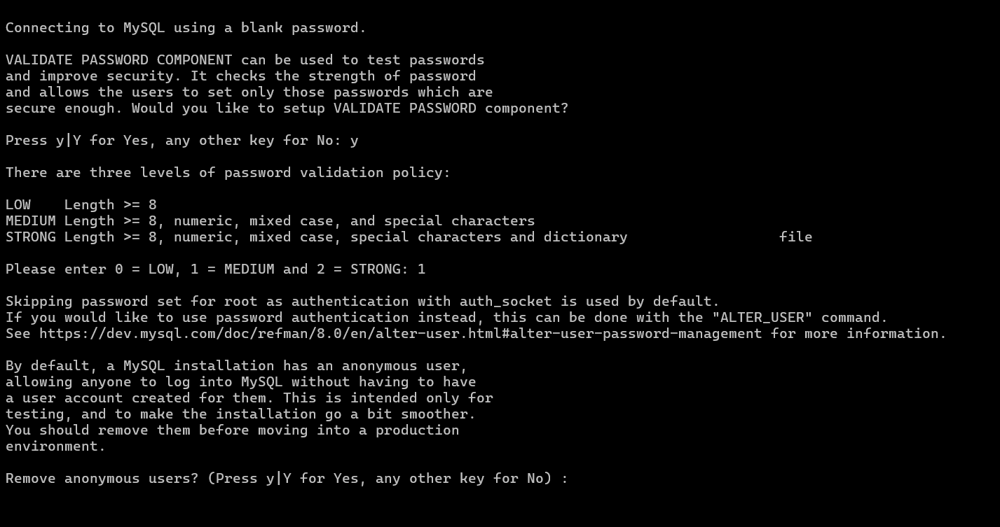 Connecting to MySQL using a blank password.
VALIDATE PASSWORD COMPONENT can be used to test passwords
and improve security. It checks the strength of password
and allows the users to set only those passwords which are
secure enough. Would you like to setup VALIDATE PASSWORD component?
Press y|Y for Yes, any other key for No: y
There are three levels of password validation policy:
LOW    Length >= 8
MEDIUM Length >= 8, numeric, mixed case, and special characters
STRONG Length >= 8, numeric, mixed case, special characters and dictionary                  file
Please enter 0 = LOW, 1 = MEDIUM and 2 = STRONG: 1
Skipping password set for root as authentication with auth_socket is used by default.
If you would like to use password authentication instead, this can be done with the "ALTER_USER" command.
See https://dev.mysql.com/doc/refman/8.0/en/alter-user.html#alter-user-password-management for more information.
By default, a MySQL installation has an anonymous user,
allowing anyone to log into MySQL without having to have
a user account created for them. This is intended only for
testing, and to make the installation go a bit smoother.
You should remove them before moving into a production
environment.
Remove anonymous users? (Press y|Y for Yes, any other key for No) :